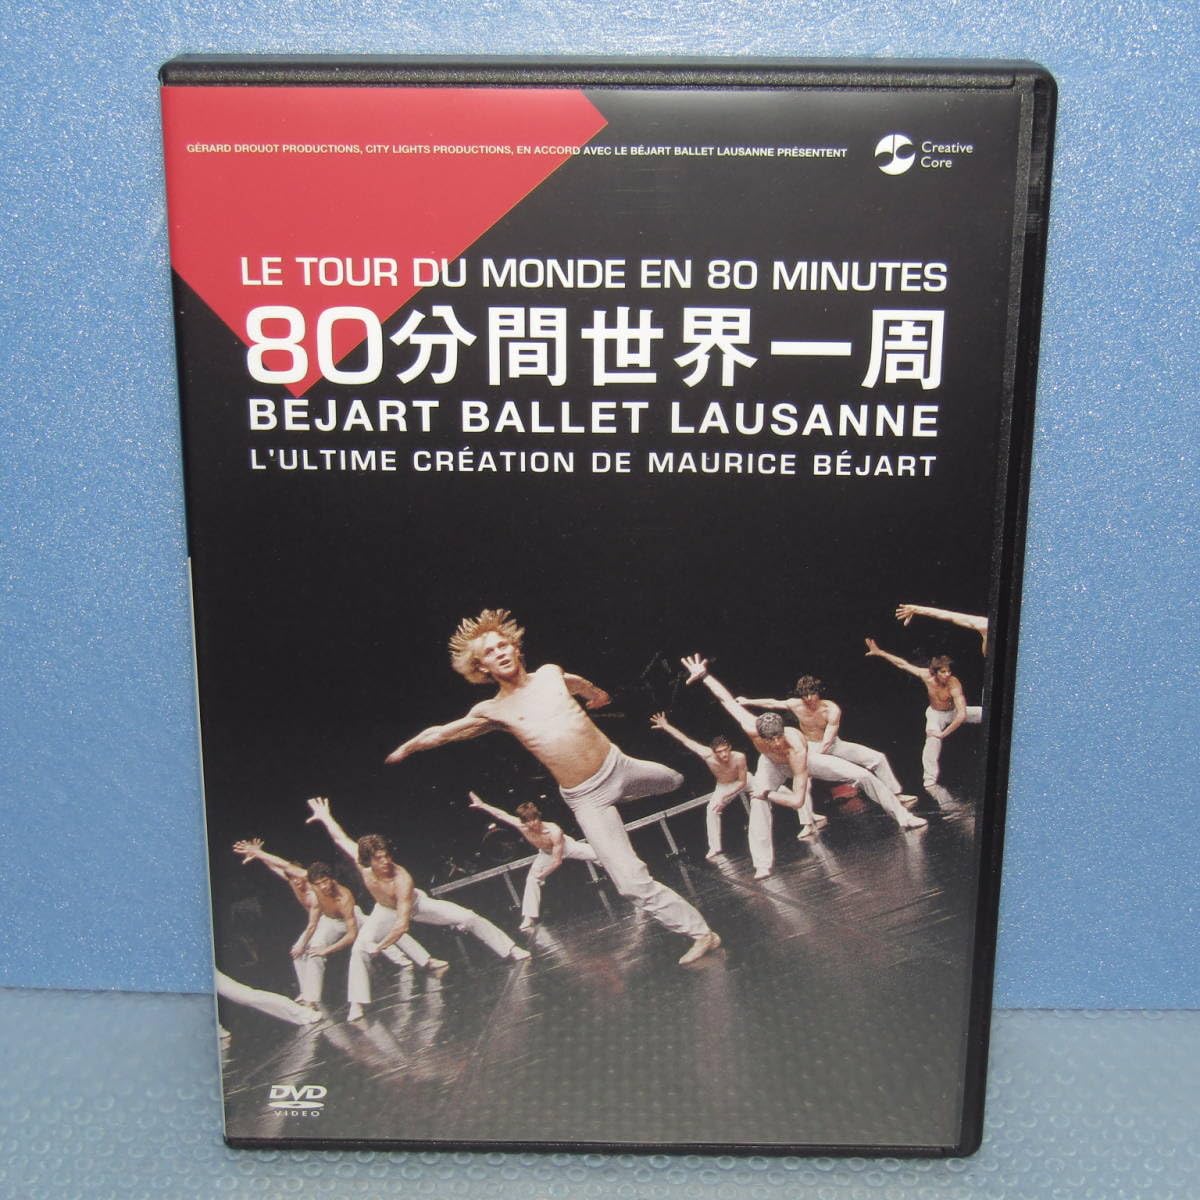 GÉRARD DROUOT PRODUCTIONS, CITY LIGHTS PRODUCTIONS, EN ACCORD AVEC LE BÉJART BALLET LAUSANNE PRÉSENTENT
Creative
Core
LE TOUR DU MONDE EN 80 MINUTES
80分間世界一周
BEJART BALLET LAUSANNE
L'ULTIME CRÉATION DE MAURICE BÉJART
DVD
VIDEO